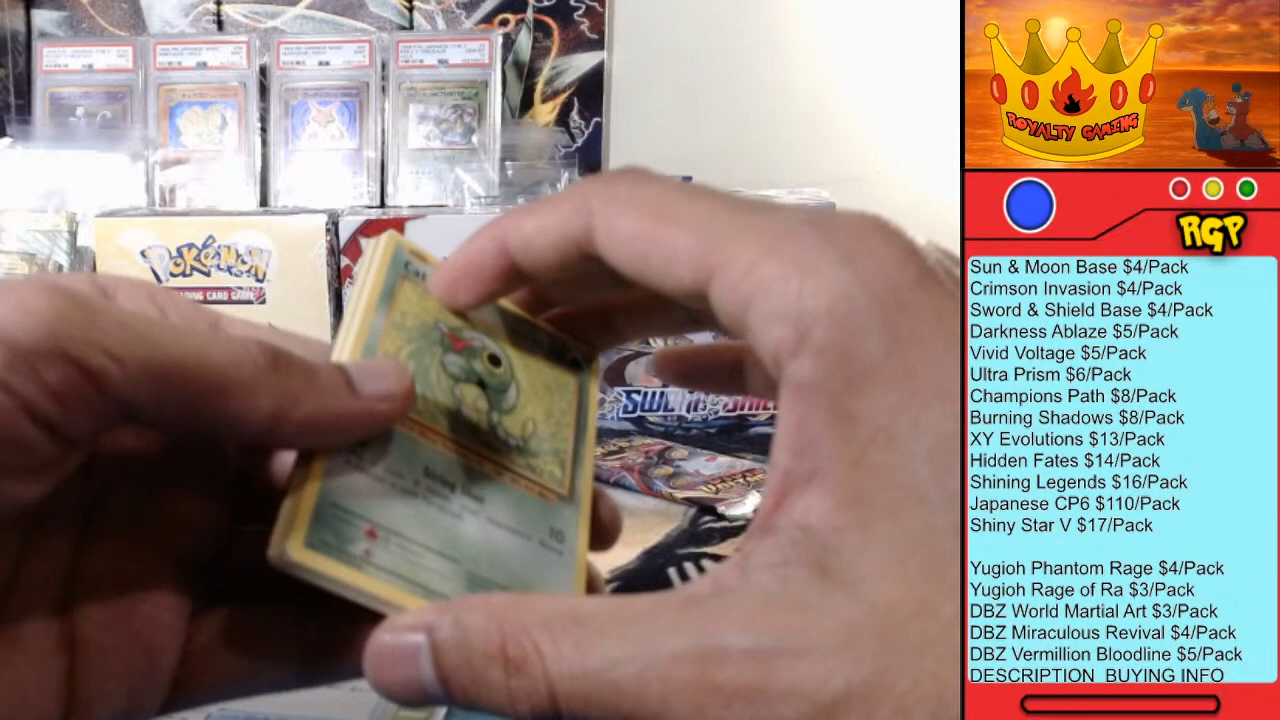 ROYALTY GAMING
RGP
Sun & Moon Base $4/Pack
Crimson Invasion $4/Pack
Sword & Shield Base $4/Pack
Darkness Ablaze $5/Pack
Vivid Voltage $5/Pack
Ultra Prism $6/Pack
Champions Path $8/Pack
Burning Shadows $8/Pack
XY Evolutions $13/Pack
Hidden Fates $14/Pack
Shining Legends $16/Pack
Japanese CP6 $110/Pack
Shiny Star V $17/Pack
Yugioh Phantom Rage $4/Pack
Yugioh Rage of Ra $3/Pack
DBZ World Martial Art $3/Pack
DBZ Miraculous Revival $4/Pack
DBZ Vermillion Bloodline $5/Pack
DESCRIPTION BUYING INFO
POKéMON
TRADING CARD GAME
10